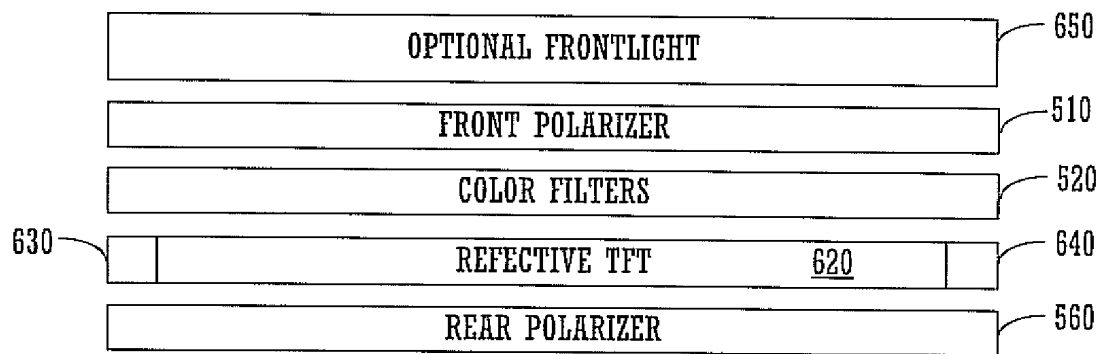 OPTIONAL FRONTLIGHT 650
FRONT POLARIZER 510
COLOR FILTERS 520
630 REFECTIVE TFT 620 640
REAR POLARIZER 560